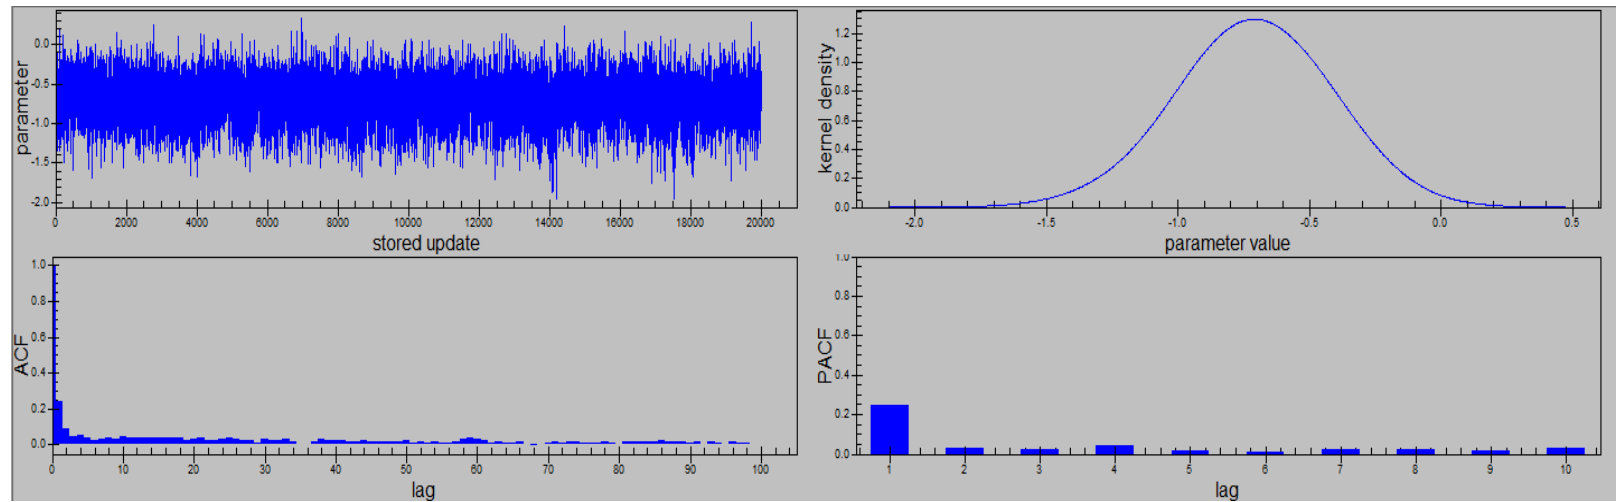 parameter
0.0
-0.5
-1.0
-1.5
-2.0
0 2000 4000 6000 8000 10000 12000 14000 16000 18000 20000
stored update
kernel density
1.2
1.0
0.8
0.6
0.4
0.2
0.0
-2.0 -1.5 -1.0 -0.5 0.0 0.5
parameter value
ACF
1.0
0.8
0.6
0.4
0.2
0.0
0 10 20 30 40 50 60 70 80 90 100
lag
PACF
1.0
0.8
0.6
0.4
0.2
0.0
1 2 3 4 5 6 7 8 9 10
lag